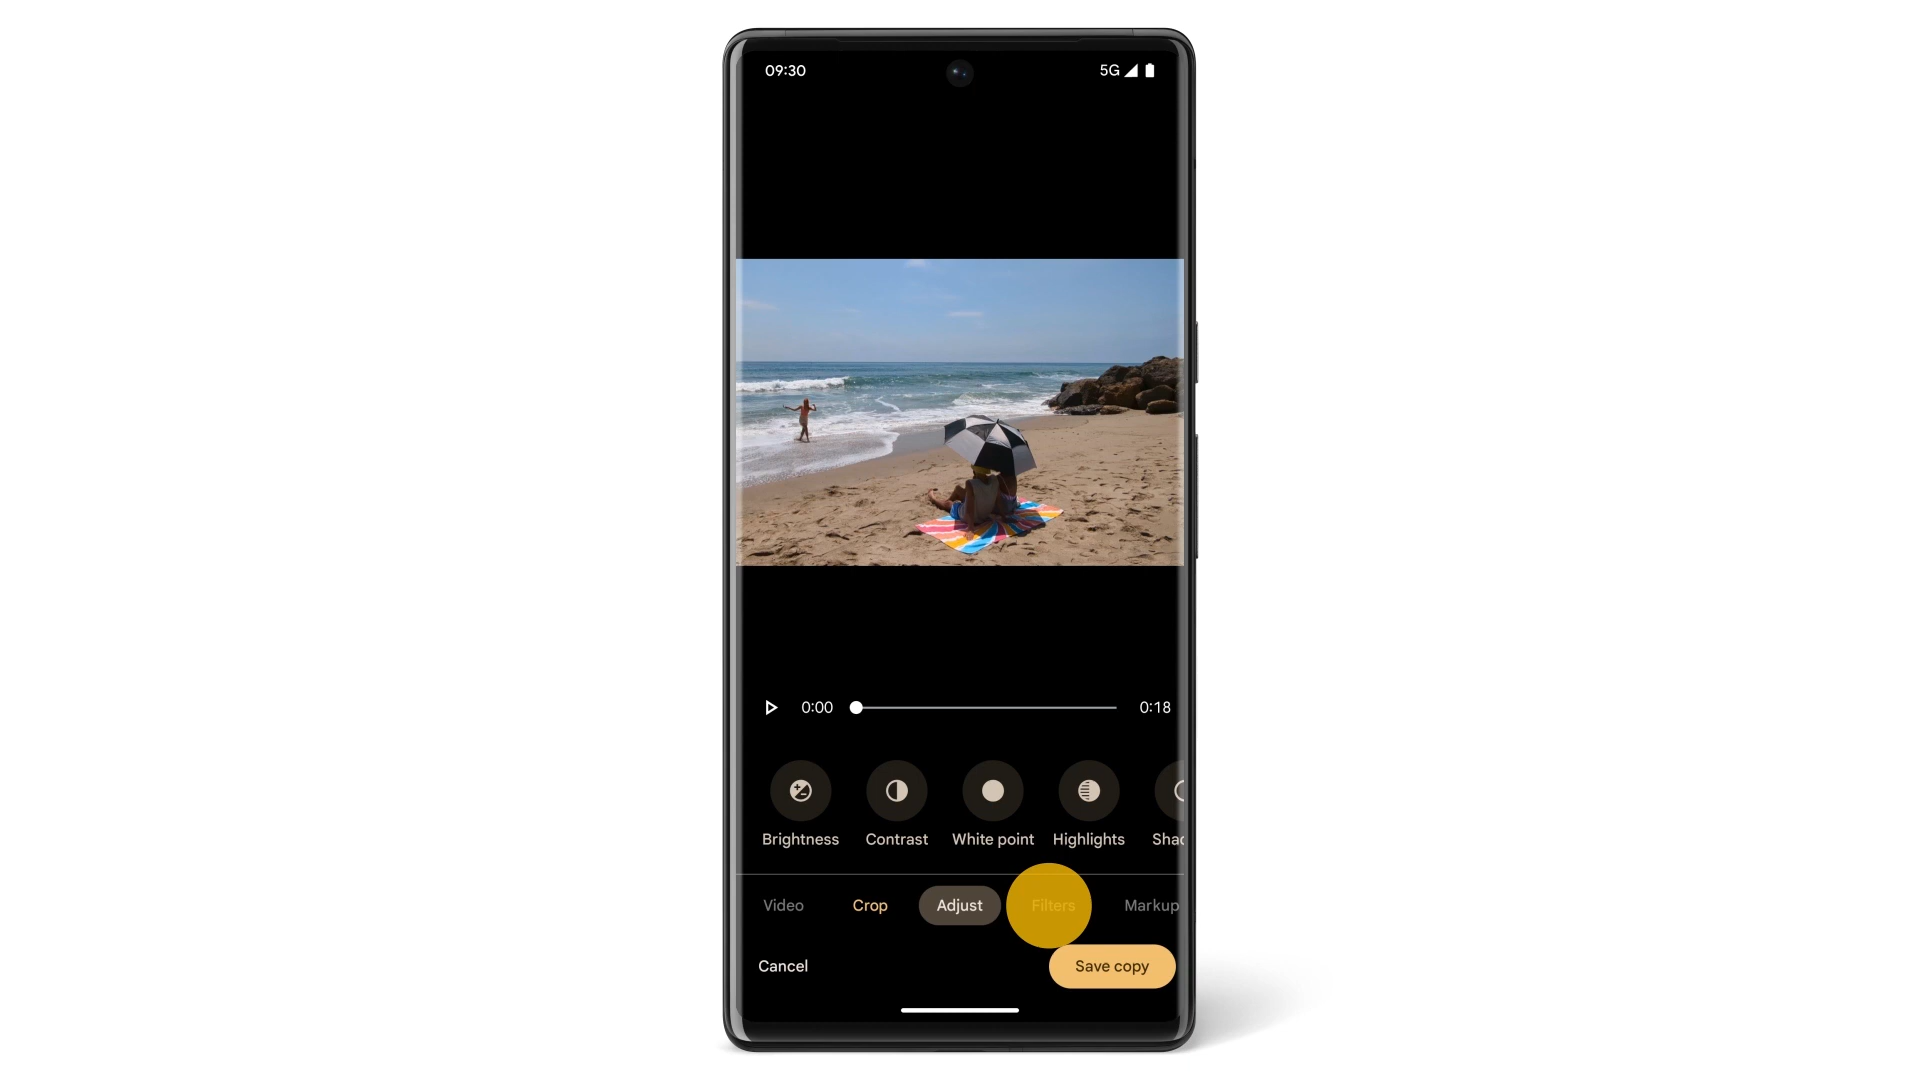 09:30 5G
0:00 0:18
Brightness Contrast White point Highlights Shac
Video Crop Adjust Filters Markup
Cancel Save copy